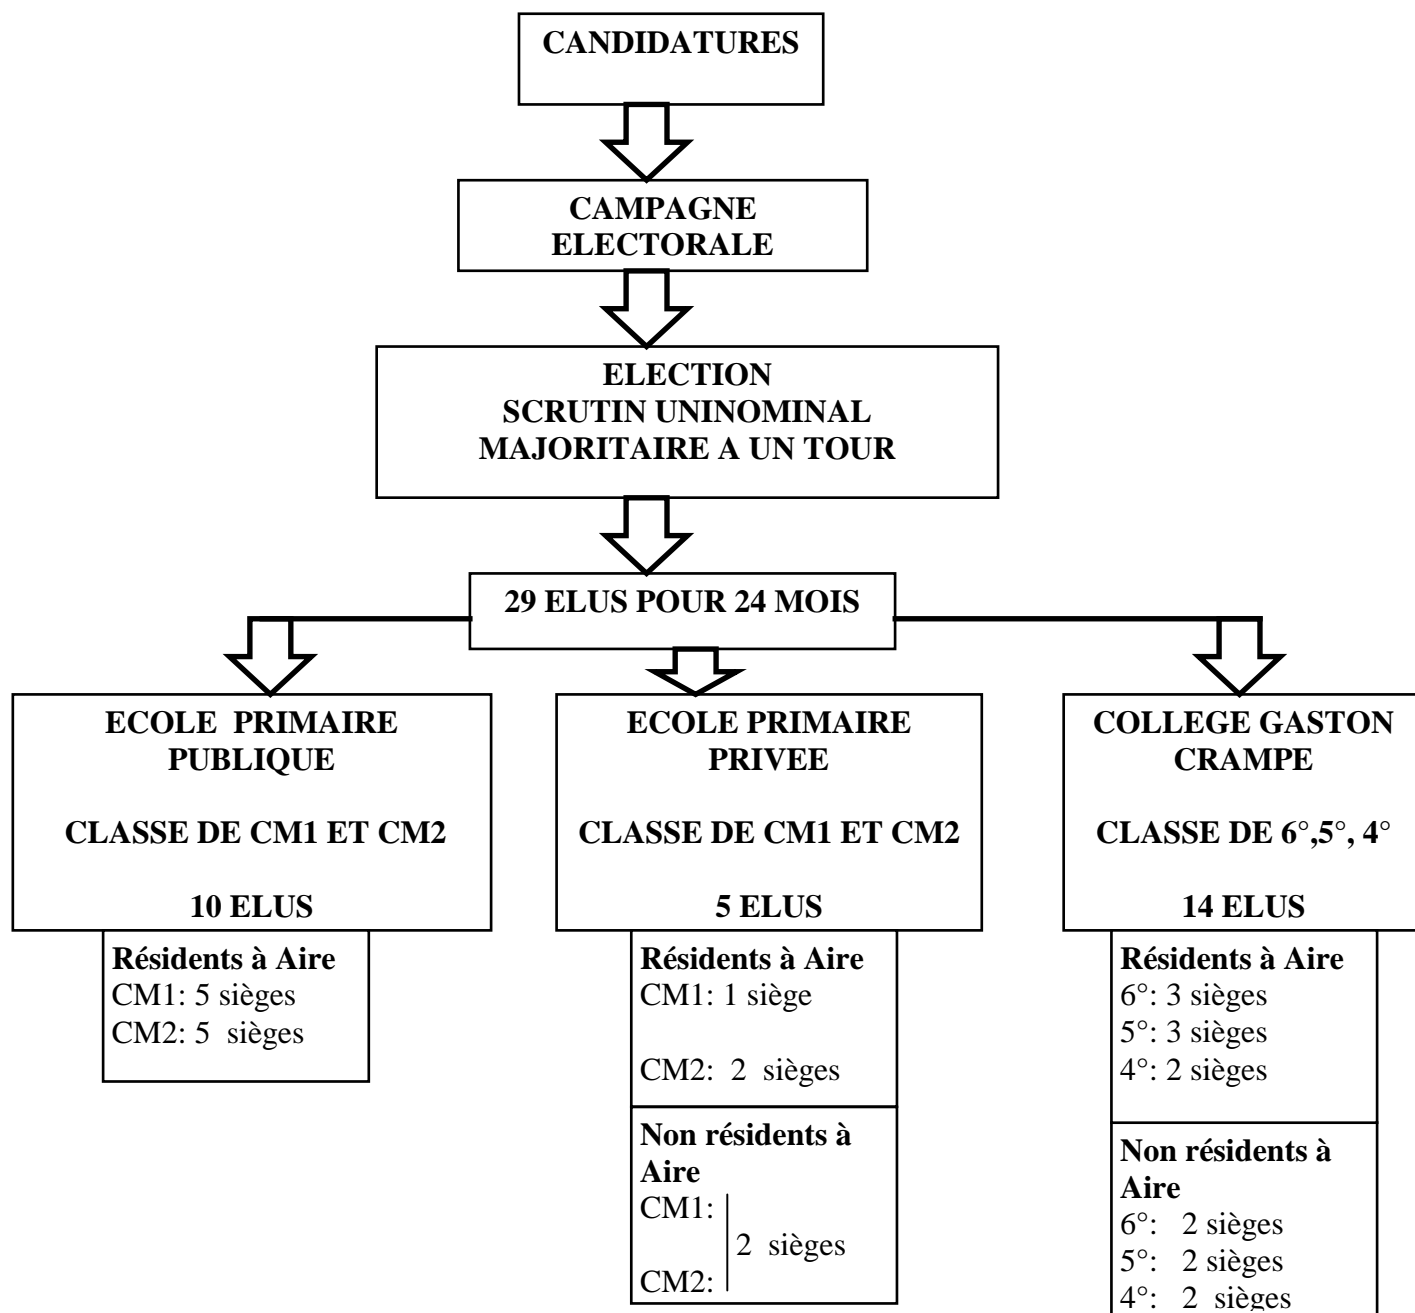 CANDIDATURES
CAMPAGNE
ELECTORALE
ELECTION
SCRUTIN UNINOMINAL
MAJORITAIRE A UN TOUR
29 ELUS POUR 24 MOIS
ECOLE PRIMAIRE
PUBLIQUE
CLASSE DE CM1 ET CM2
10 ELUS
Résidents à Aire
CM1: 5 sièges
CM2: 5 sièges
ECOLE PRIMAIRE
PRIVEE
CLASSE DE CM1 ET CM2
5 ELUS
Résidents à Aire
CM1: 1 siège
CM2: 2 sièges
Non résidents à
Aire
CM1:
2 sièges
CM2:
COLLEGE GASTON
CRAMPE
CLASSE DE 6°,5°, 4°
14 ELUS
Résidents à Aire
6°: 3 sièges
5°: 3 sièges
4°: 2 sièges
Non résidents à
Aire
6°: 2 sièges
5°: 2 sièges
4°: 2 sièges